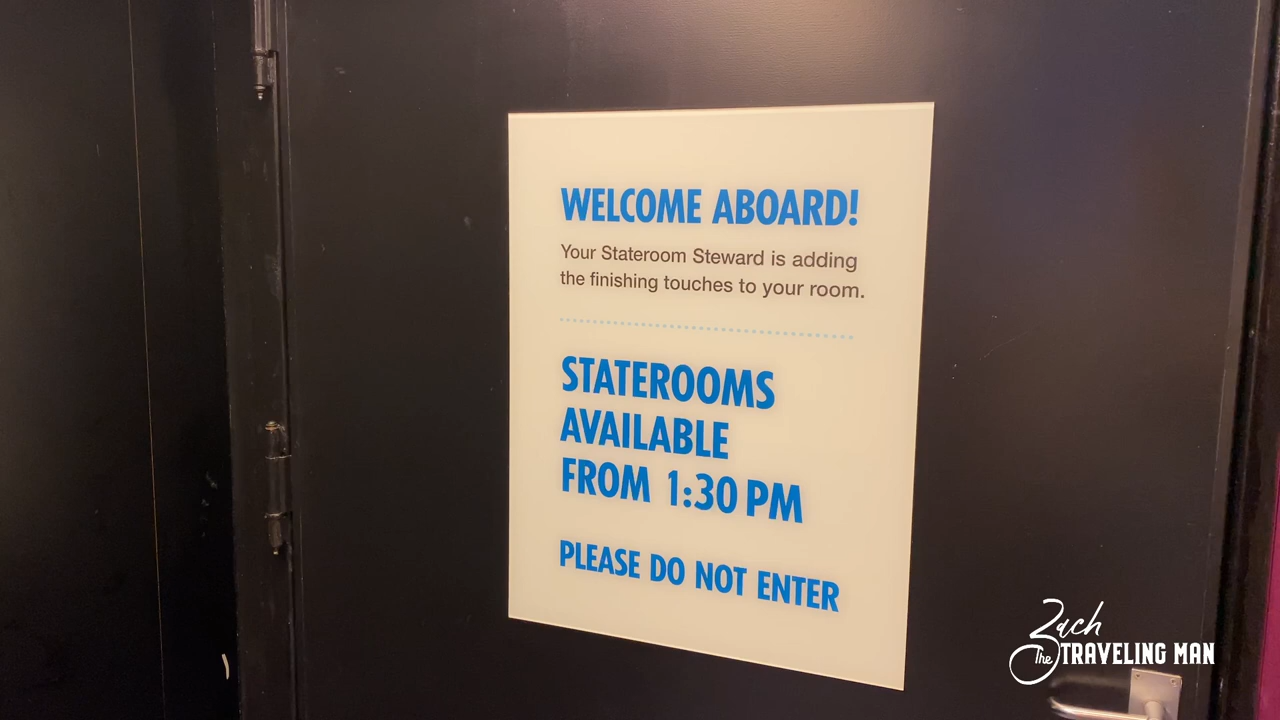 WELCOME ABOARD!
Your Stateroom Steward is adding
the finishing touches to your room.
STATEROOMS
AVAILABLE
FROM 1:30 PM
PLEASE DO NOT ENTER
Zach
The TRAVELING MAN